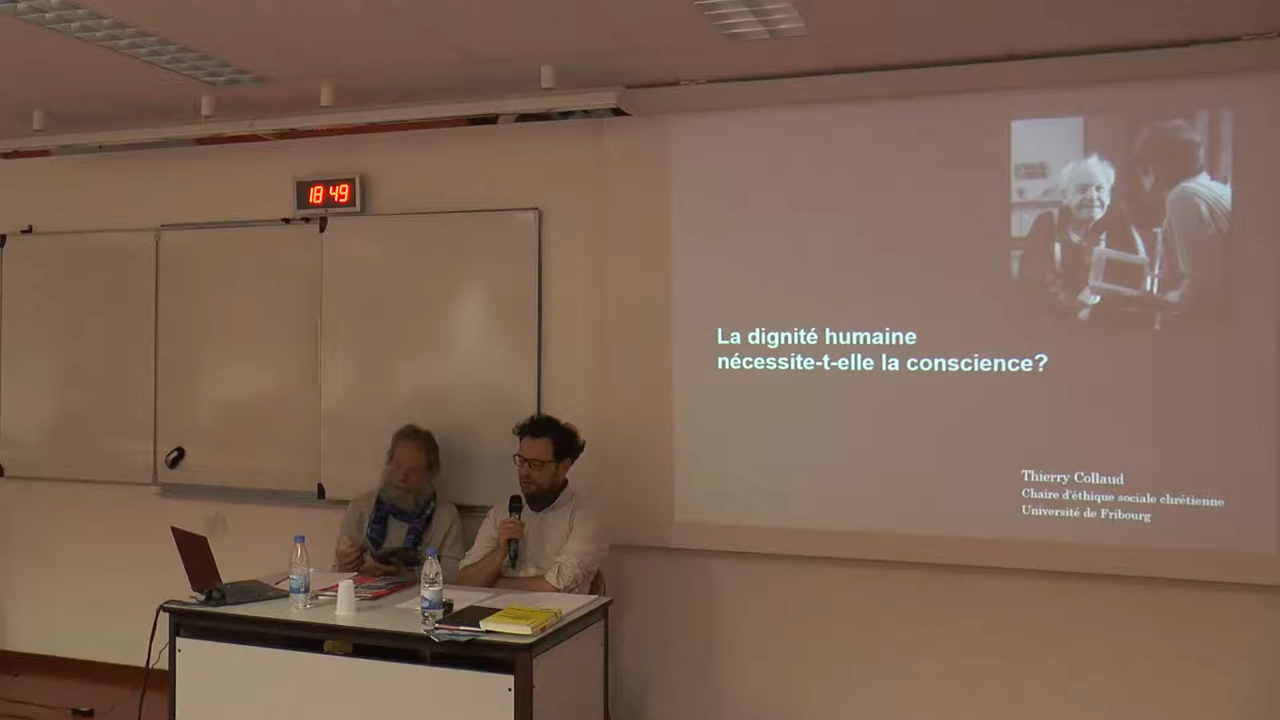 18 49
La dignité humaine
nécessite-t-elle la conscience?
Thierry Collaud
Chaire d'éthique sociale chrétienne
Université de Fribourg